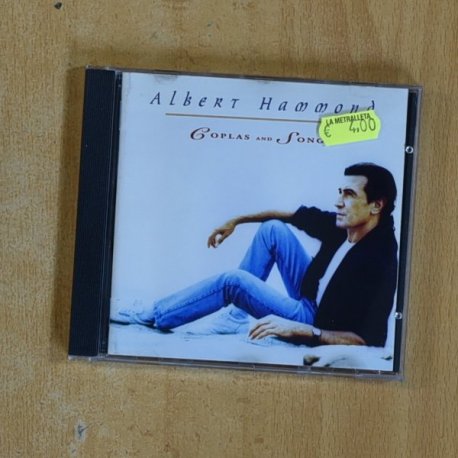 Albert Hammond
Coplas and Song
LA METRALLETA
€ 4,00